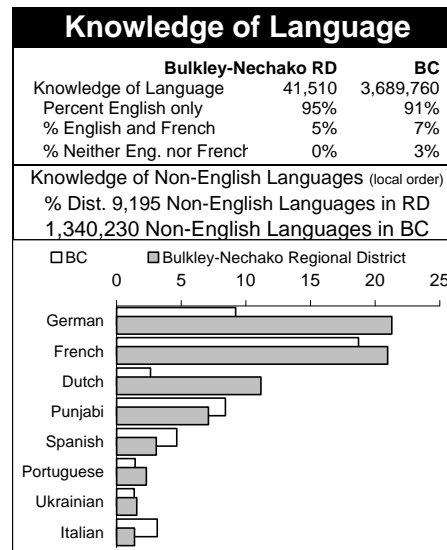 Knowledge of Language
Bulkley-Nechako RD BC
Knowledge of Language 41,510 3,689,760
Percent English only 95% 91%
% English and French 5% 7%
% Neither Eng. nor French 0% 3%
Knowledge of Non-English Languages (local order)
% Dist. 9,195 Non-English Languages in RD
1,340,230 Non-English Languages in BC
BC Bulkley-Nechako Regional District
0 5 10 15 20 25
German
French
Dutch
Punjabi
Spanish
Portuguese
Ukrainian
Italian